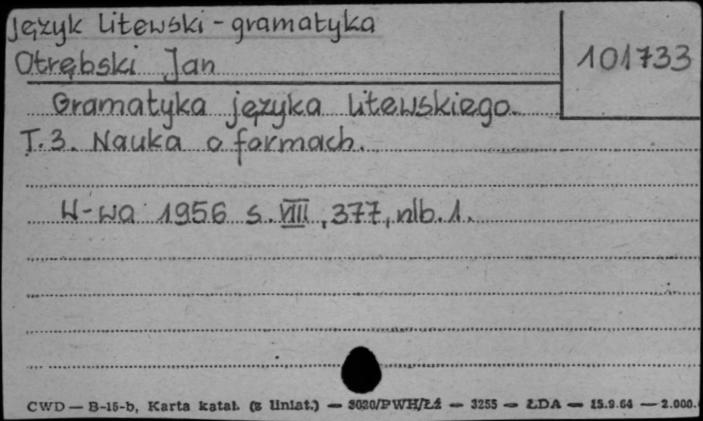 Język litewski - gramatyka
Otrębski Jan
101733
Gramatyka języka litewskiego.
T.3. Nauka o formach.
W-wa 1956 s. VIII, 377, nlb. 1.
CWD — B-15-b, Karta katal. (z liniat.) — 3030/PWH/Łź — 3255 — ŁDA — 15.9.64 — 2.000.